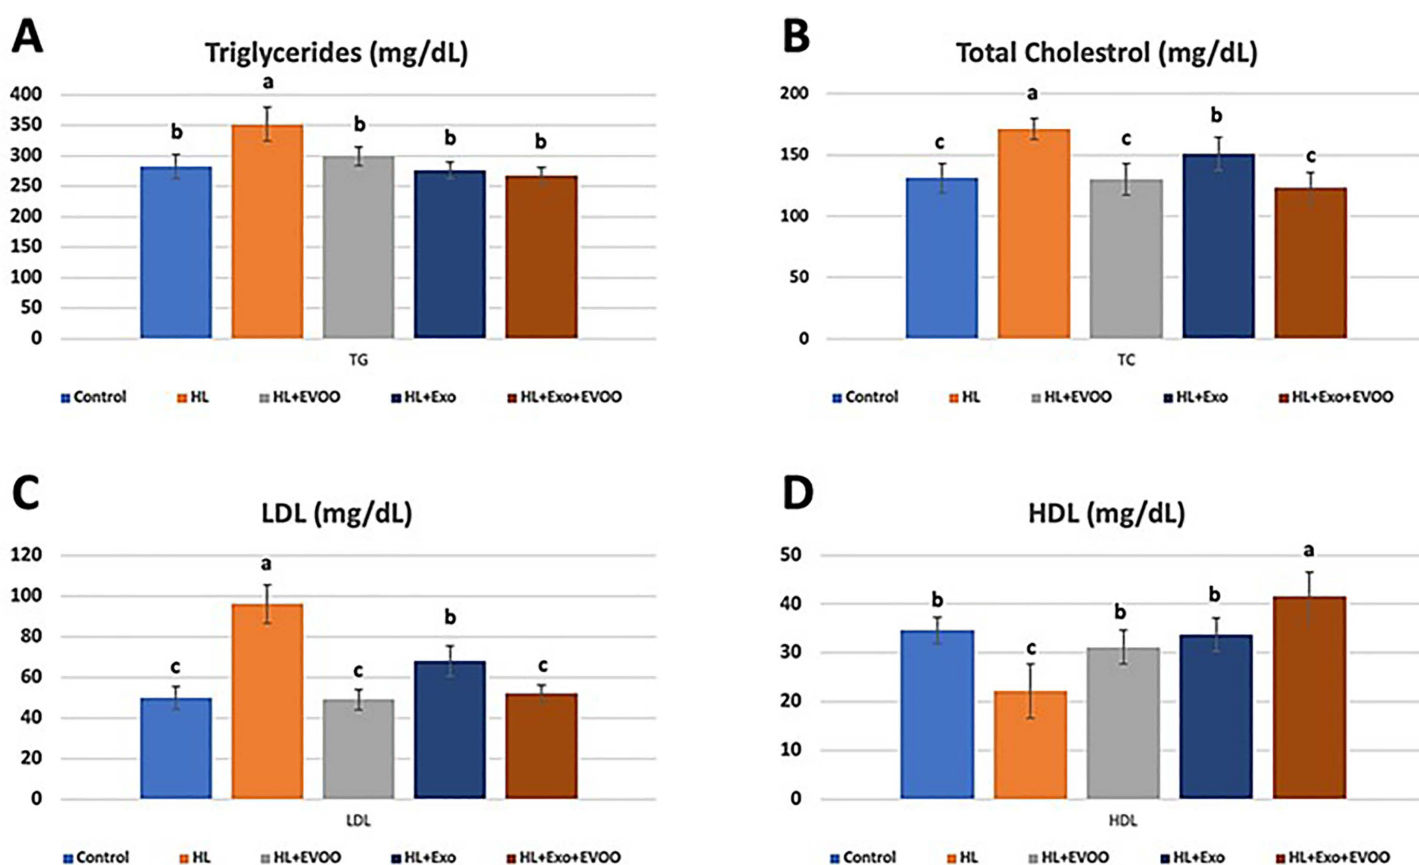 A
Triglycerides (mg/dL)
400
350
300
250
200
150
100
50
0
b
a
b
b
b
TG
Control HL HL+EVOO HL+Exo HL+Exo+EVOO
B
Total Cholestrol (mg/dL)
200
150
100
50
0
c
a
c
b
c
TC
Control HL HL+EVOO HL+Exo HL+Exo+EVOO
C
LDL (mg/dL)
120
100
80
60
40
20
0
c
a
c
b
c
LDL
Control HL HL+EVOO HL+Exo HL+Exo+EVOO
D
HDL (mg/dL)
50
40
30
20
10
0
b
c
b
b
a
HDL
Control HL HL+EVOO HL+Exo HL+Exo+EVOO